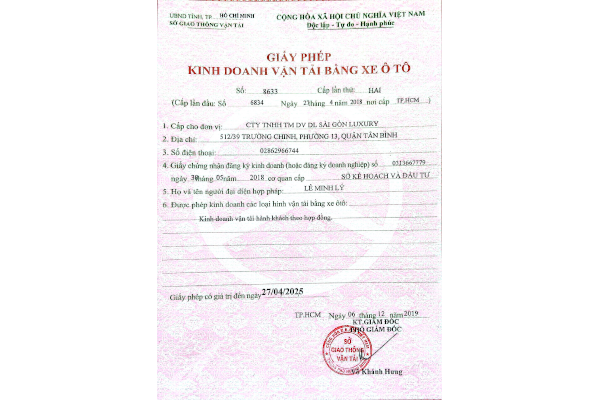 UBND TỈNH, TP. HỒ CHÍ MINH
SỞ GIAO THÔNG VẬN TẢI
CỘNG HÒA XÃ HỘI CHỦ NGHĨA VIỆT NAM
Độc lập - Tự do - Hạnh phúc
GIẤY PHÉP
KINH DOANH VẬN TẢI BẰNG XE Ô TÔ
Số: 8633 Cấp lần thứ: HAI
(Cấp lần đầu: Số 6834 Ngày 27 tháng 4 năm 2018 nơi cấp TP.HCM)
1. Cấp cho đơn vị: CTY TNHH TM DV DL SÀI GÒN LUXURY
2. Địa chỉ: 512/39 TRƯỜNG CHINH, PHƯỜNG 13, QUẬN TÂN BÌNH
3. Số điện thoại: 02862966744
4. Giấy chứng nhận đăng ký kinh doanh (hoặc đăng ký doanh nghiệp) số 0313667779
ngày 30 tháng 05 năm 2018 cơ quan cấp SỞ KẾ HOẠCH VÀ ĐẦU TƯ
5. Họ và tên người đại diện hợp pháp: LÊ MINH LÝ
6. Được phép kinh doanh các loại hình vận tải bằng xe ôtô:
Kinh doanh vận tải hành khách theo hợp đồng.
Giấy phép có giá trị đến ngày 27/04/2025
TP.HCM Ngày 06 tháng 12 năm 2019
KT.GIÁM ĐỐC
PHÓ GIÁM ĐỐC
SỞ
GIAO THÔNG
VẬN TẢI
Võ Khánh Hưng